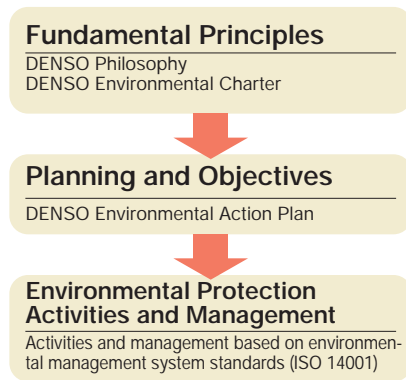 Fundamental Principles
DENSO Philosophy
DENSO Environmental Charter
Planning and Objectives
DENSO Environmental Action Plan
Environmental Protection
Activities and Management
Activities and management based on environmen-
tal management system standards (ISO 14001)